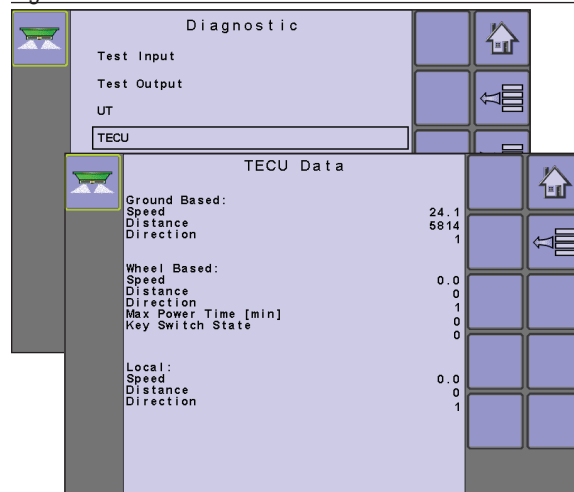 Diagnostic
Test Input
Test Output
UT
TECU
TECU Data
Ground Based:
Speed 24.1
Distance 5814
Direction 1
Wheel Based:
Speed 0.0
Distance 0
Direction 1
Max Power Time [min] 0
Key Switch State 0
Local:
Speed 0.0
Distance 0
Direction 1